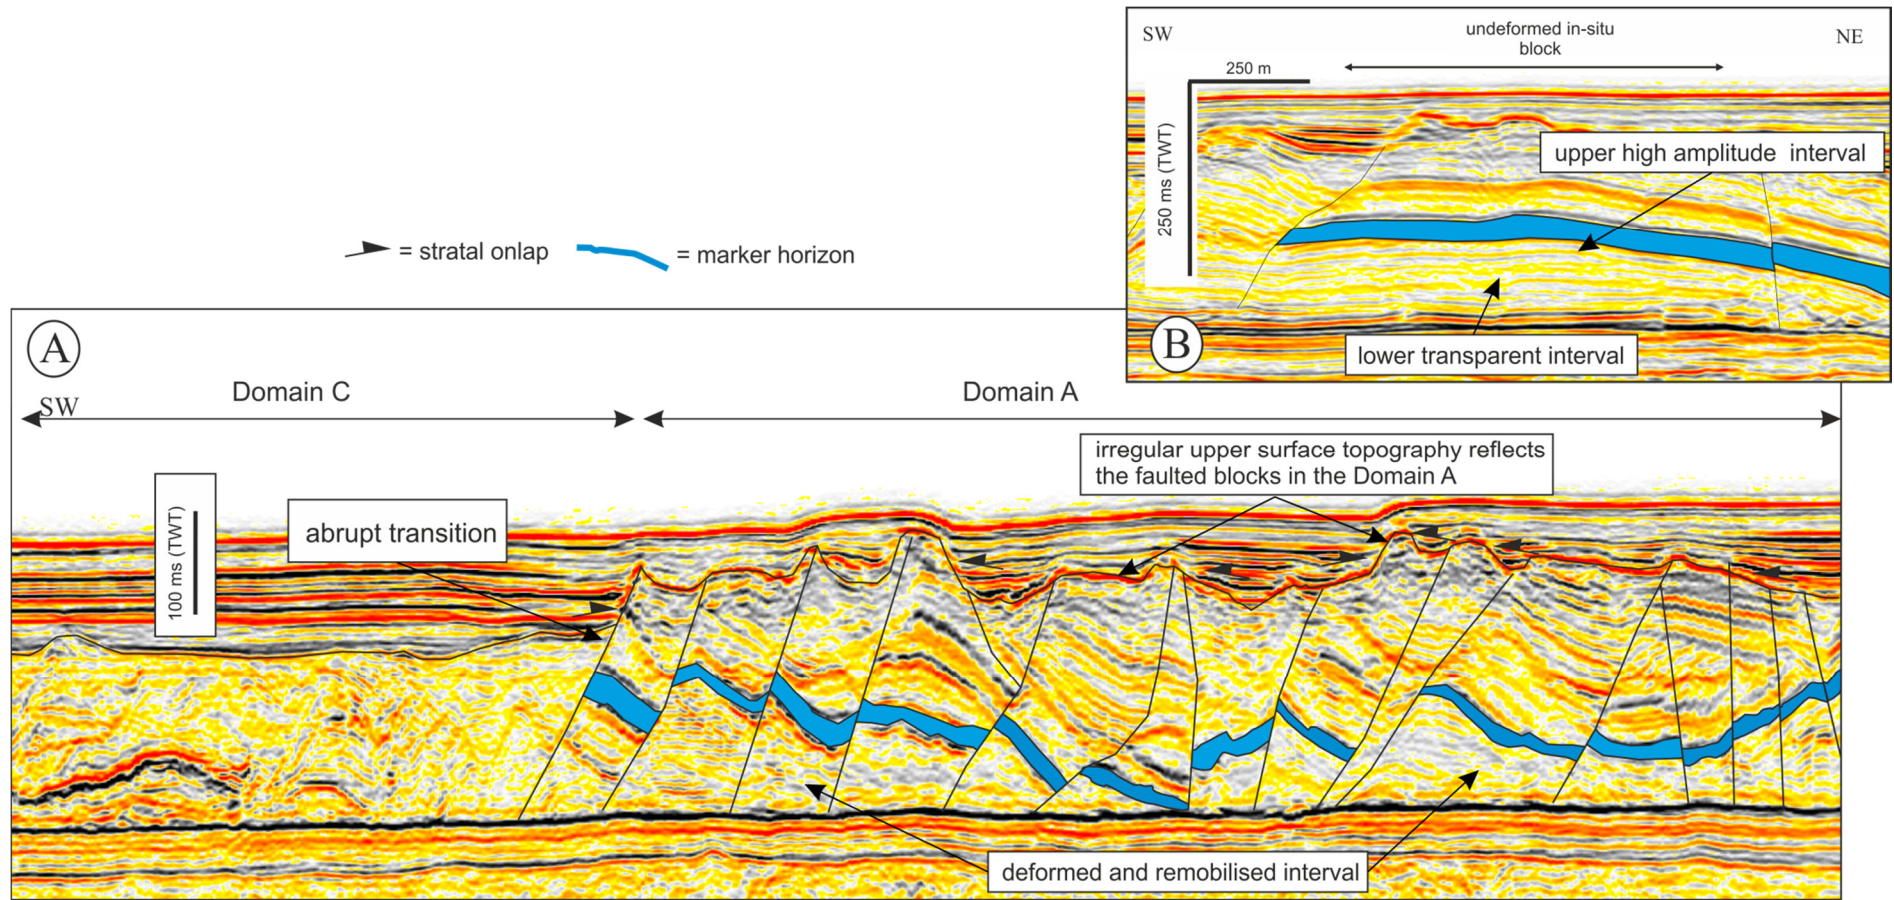 SW
undeformed in-situ
block
NE
250 m
250 ms (TWT)
upper high amplitude interval
lower transparent interval
B
= stratal onlap
= marker horizon
A
Domain C
Domain A
SW
irregular upper surface topography reflects
the faulted blocks in the Domain A
100 ms (TWT)
abrupt transition
deformed and remobilised interval